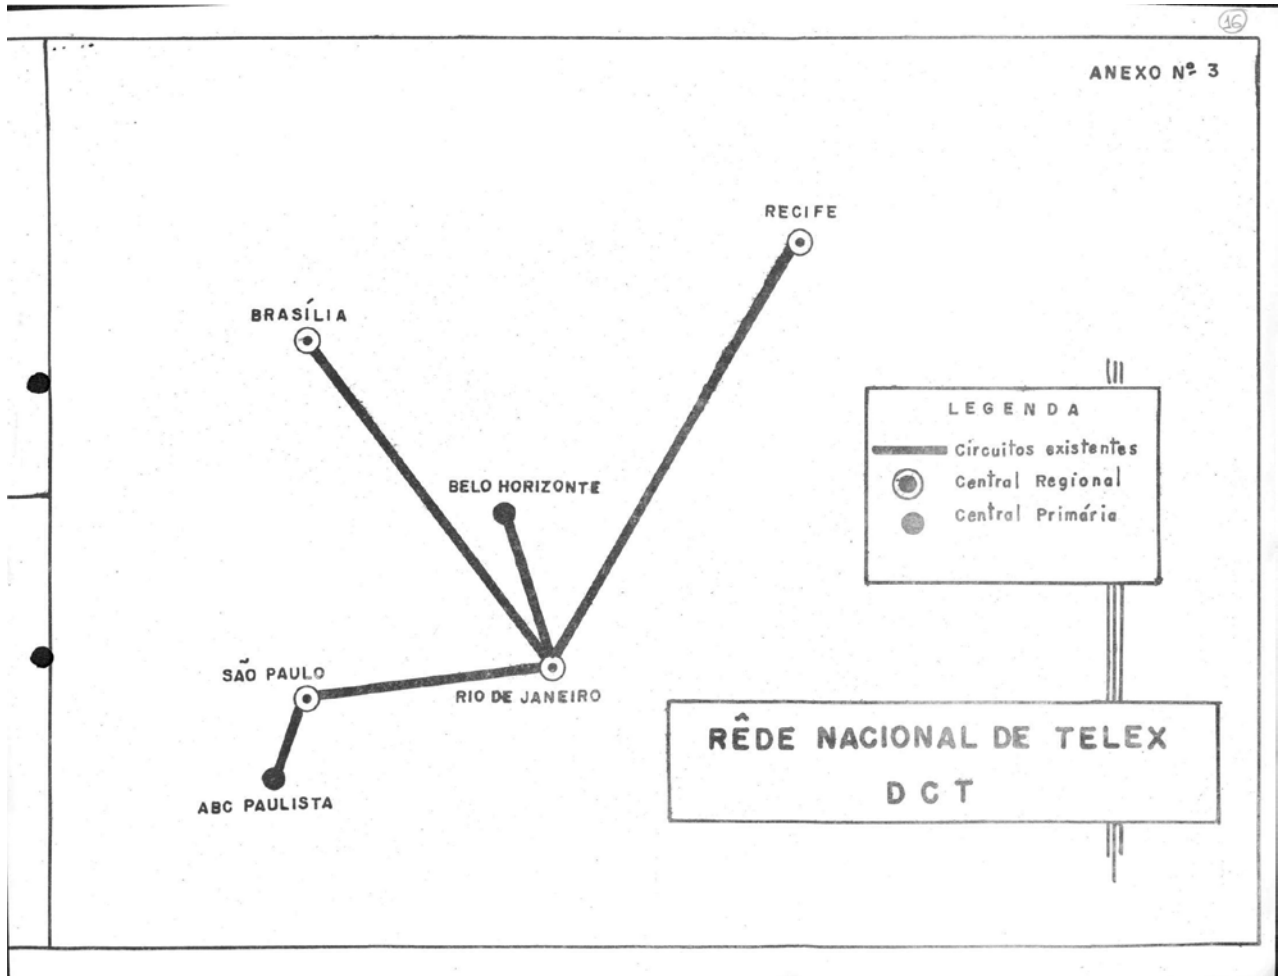 16
ANEXO Nº 3
RECIFE
BRASÍLIA
LEGENDA
Circuitos existentes
Central Regional
Central Primária
BELO HORIZONTE
SÃO PAULO
RIO DE JANEIRO
ABC PAULISTA
RÊDE NACIONAL DE TELEX
DCT